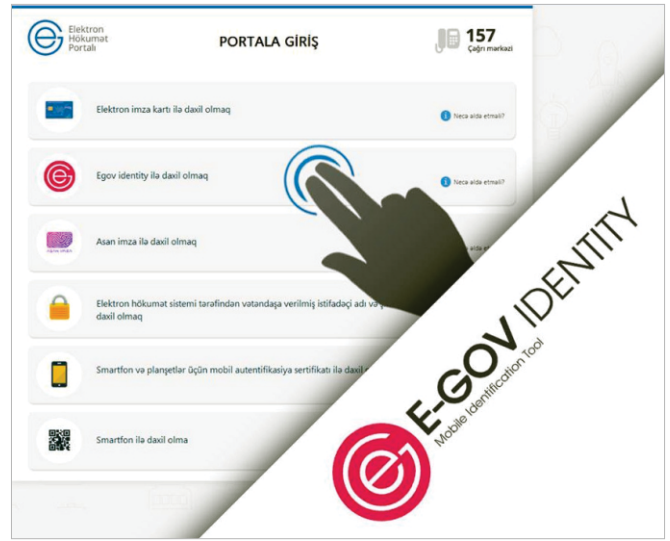 Elektron
Hökumət
Portalı
PORTALA GİRİŞ
157
Çağrı mərkəzi
Elektron imza kartı ilə daxil olmaq
Necə əldə etməli?
Egov identity ilə daxil olmaq
Necə əldə etməli?
Asan imza ilə daxil olmaq
əldə
Elektron hökumət sistemi tərəfindən vətəndaşa verilmiş istifadəçi adı və
daxil olmaq
Smartfon və planşetlər üçün mobil autentifikasiya sertifikatı ilə daxil
Smartfon ilə daxil olma
E-GOV IDENTITY
Mobile Identification Tool